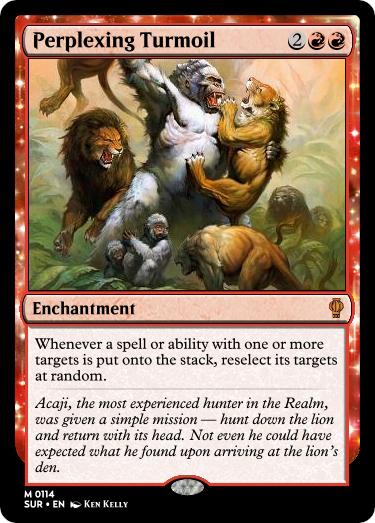 Perplexing Turmoil 2
Enchantment
Whenever a spell or ability with one or more
targets is put onto the stack, reselect its targets
at random.
Acaji, the most experienced hunter in the Realm,
was given a simple mission — hunt down the lion
and return with its head. Not even he could have
expected what he found upon arriving at the lion's
den.
M 0114
SUR • EN Ken Kelly